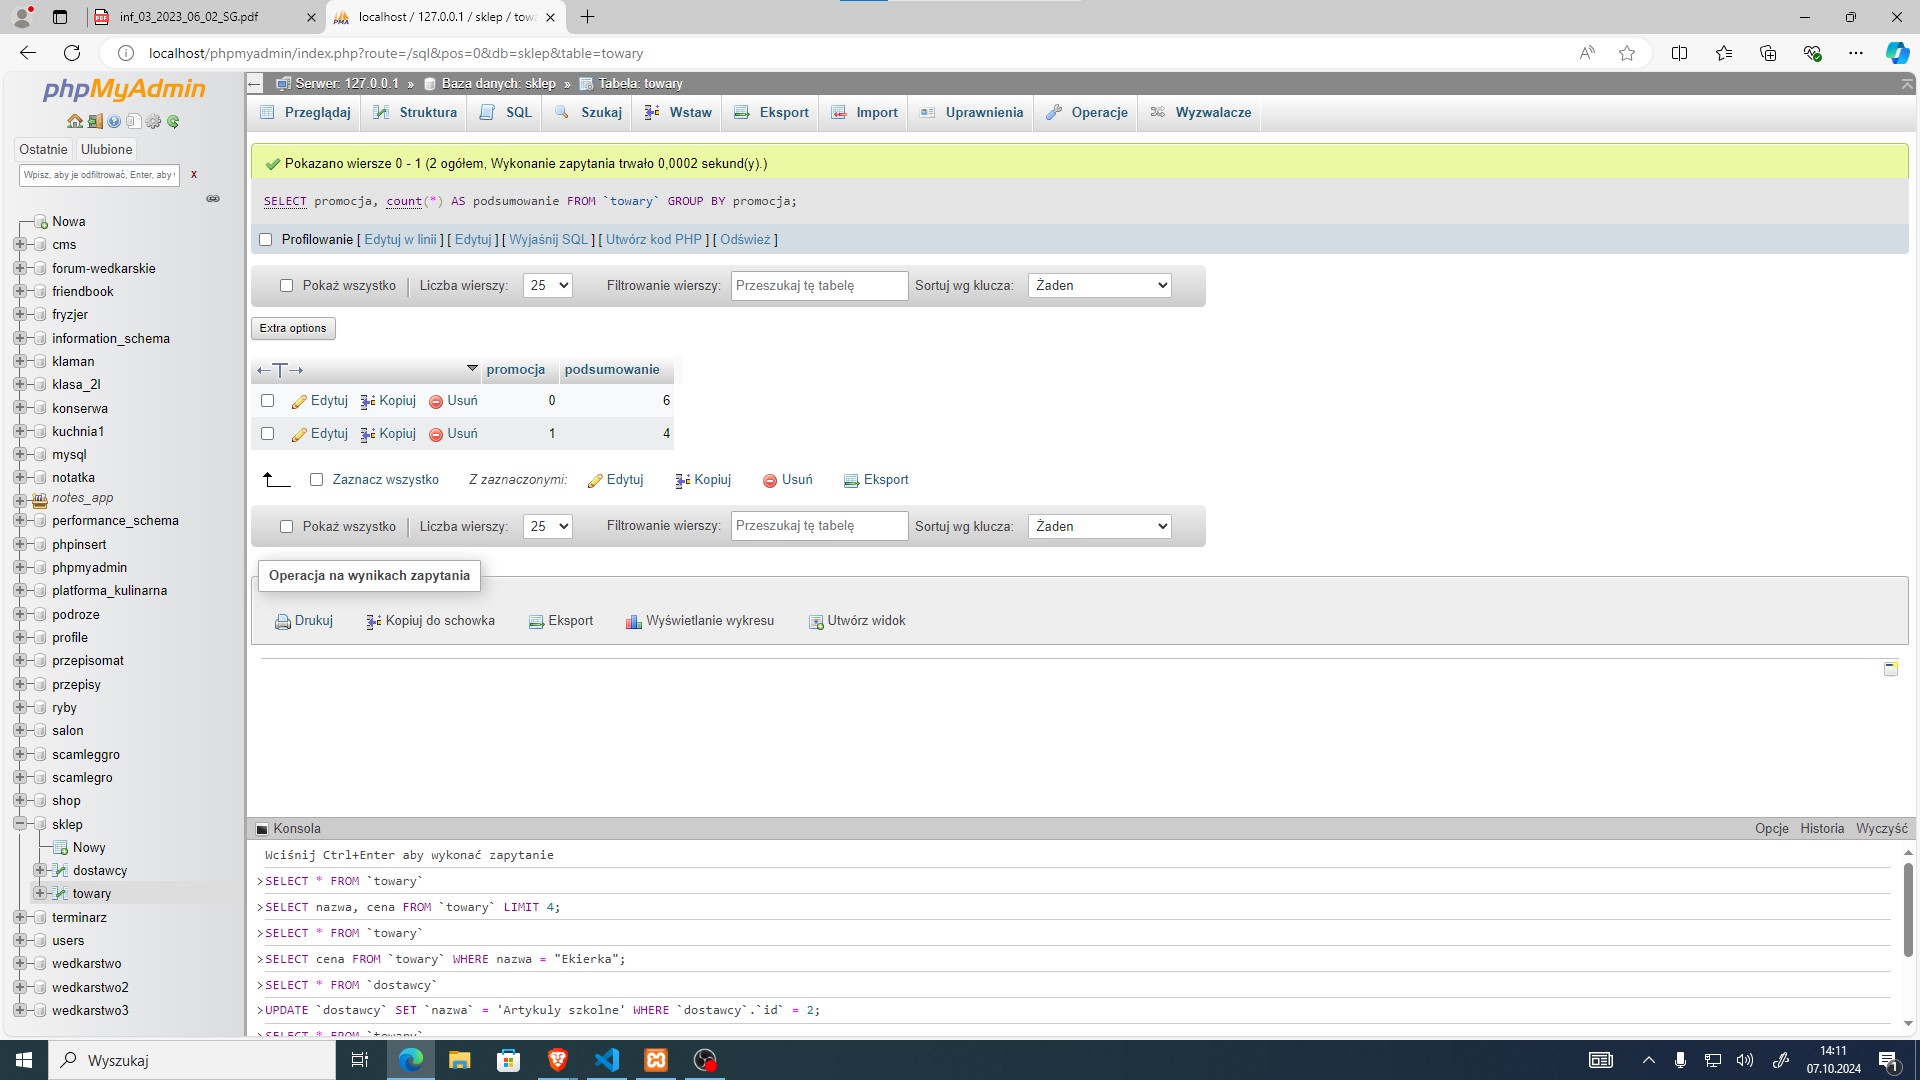 inf_03_2023_06_02_SG.pdf
localhost / 127.0.0.1 / sklep / towa
localhost/phpmyadmin/index.php?route=/sql&pos=0&db=sklep&table=towary
phpMyAdmin
Ostatnie Ulubione
Wpisz, aby je odfiltrować, Enter, aby x
Nowa
cms
forum-wedkarskie
friendbook
fryzjer
information_schema
klaman
klasa_2l
konserwa
kuchnia1
mysql
notatka
notes_app
performance_schema
phpinsert
phpmyadmin
platforma_kulinarna
podroze
profile
przepisomat
przepisy
ryby
salon
scamleggro
scamlegro
shop
sklep
Nowy
dostawcy
towary
terminarz
users
wedkarstwo
wedkarstwo2
wedkarstwo3
Serwer: 127.0.0.1 » Baza danych: sklep » Tabela: towary
Przeglądaj Struktura SQL Szukaj Wstaw Eksport Import Uprawnienia Operacje Wyzwalacze
Pokazano wiersze 0 - 1 (2 ogółem, Wykonanie zapytania trwało 0,0002 sekund(y).)
SELECT promocja, count(*) AS podsumowanie FROM `towary` GROUP BY promocja;
Profilowanie [ Edytuj w linii ] [ Edytuj ] [ Wyjaśnij SQL ] [ Utwórz kod PHP ] [ Odśwież ]
Pokaż wszystko Liczba wierszy: 25 Filtrowanie wierszy: Przeszukaj tę tabelę Sortuj wg klucza: Żaden
Extra options
←T→ promocja podsumowanie
Edytuj Kopiuj Usuń 0 6
Edytuj Kopiuj Usuń 1 4
Zaznacz wszystko Z zaznaczonymi: Edytuj Kopiuj Usuń Eksport
Pokaż wszystko Liczba wierszy: 25 Filtrowanie wierszy: Przeszukaj tę tabelę Sortuj wg klucza: Żaden
Operacja na wynikach zapytania
Drukuj Kopiuj do schowka Eksport Wyświetlanie wykresu Utwórz widok
Konsola Opcje Historia Wyczyść
Wciśnij Ctrl+Enter aby wykonać zapytanie
>SELECT * FROM `towary`
>SELECT nazwa, cena FROM `towary` LIMIT 4;
>SELECT * FROM `towary`
>SELECT cena FROM `towary` WHERE nazwa = "Ekierka";
>SELECT * FROM `dostawcy`
>UPDATE `dostawcy` SET `nazwa` = 'Artykuly szkolne' WHERE `dostawcy`.`id` = 2;
>SELECT * FROM `towary`
Wyszukaj
14:11
07.10.2024
1